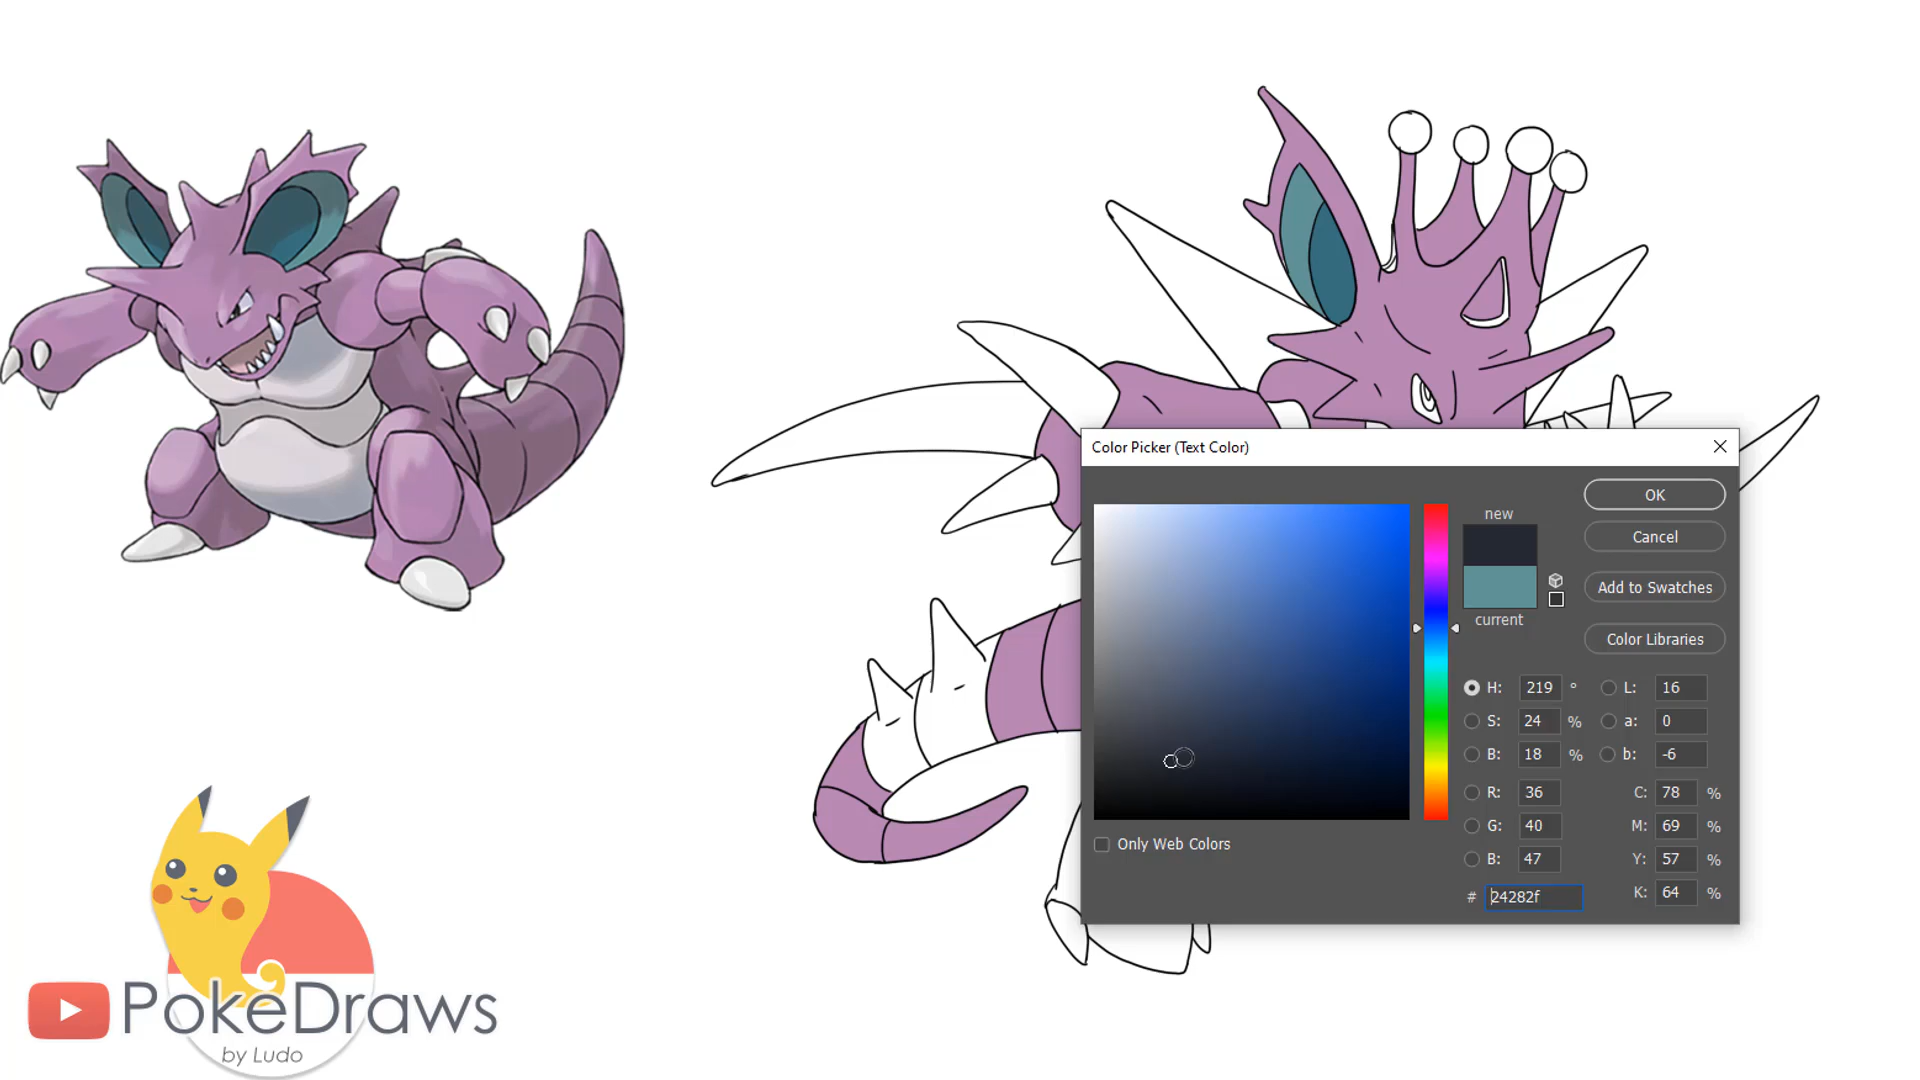 Color Picker (Text Color)
OK
new
Cancel
Add to Swatches
current
Color Libraries
H: 219 ° L: 16
S: 24 % a: 0
B: 18 % b: -6
R: 36 C: 78 %
G: 40 M: 69 %
Only Web Colors
B: 47 Y: 57 %
# 24282f K: 64 %
PokeDraws
by Ludo